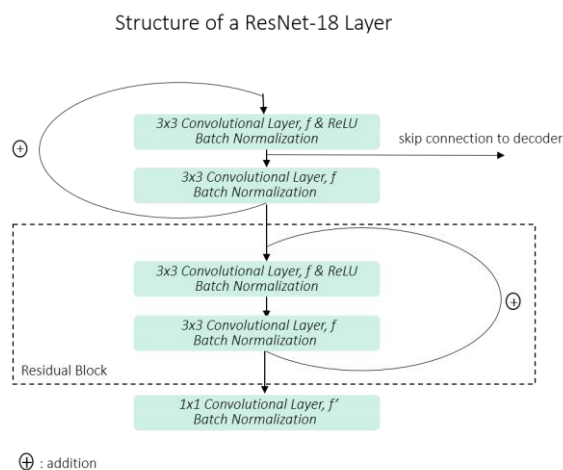 Structure of a ResNet-18 Layer
3x3 Convolutional Layer, f & ReLU
Batch Normalization
skip connection to decoder
3x3 Convolutional Layer, f
Batch Normalization
3x3 Convolutional Layer, f & ReLU
Batch Normalization
3x3 Convolutional Layer, f
Batch Normalization
Residual Block
1x1 Convolutional Layer, f'
Batch Normalization
⊕ : addition